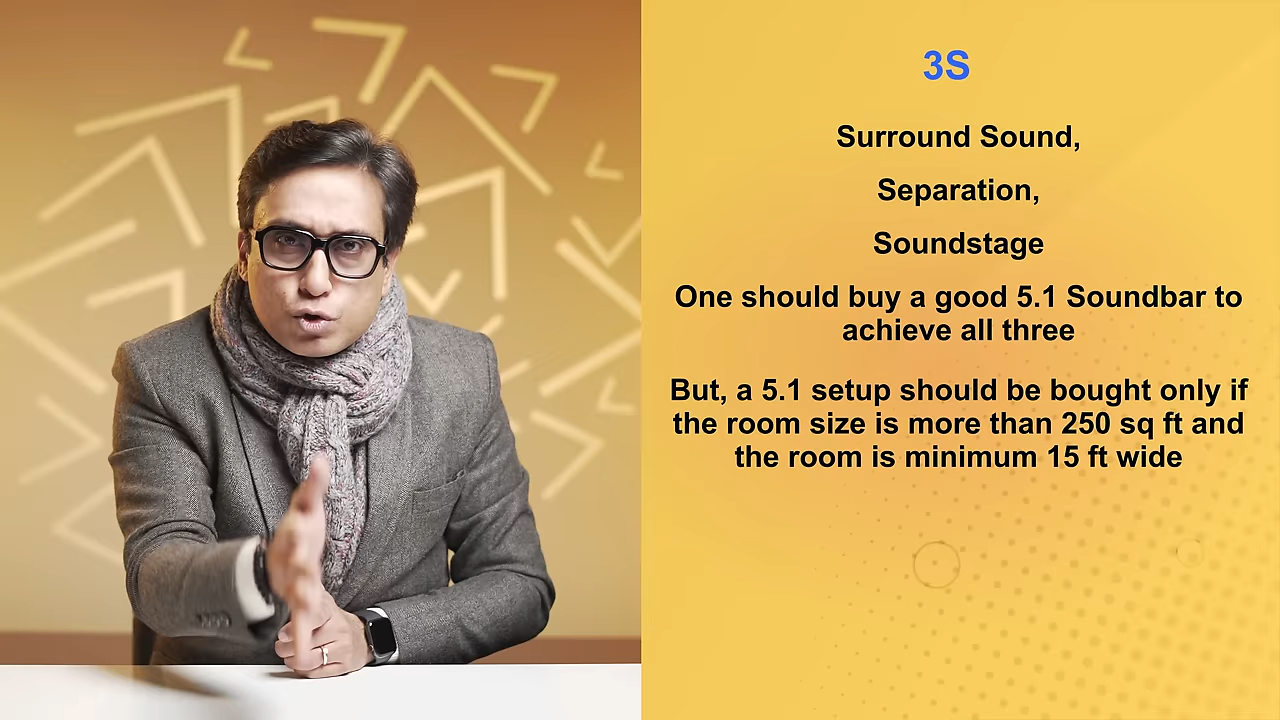 3S
Surround Sound,
Separation,
Soundstage
One should buy a good 5.1 Soundbar to
achieve all three
But, a 5.1 setup should be bought only if
the room size is more than 250 sq ft and
the room is minimum 15 ft wide